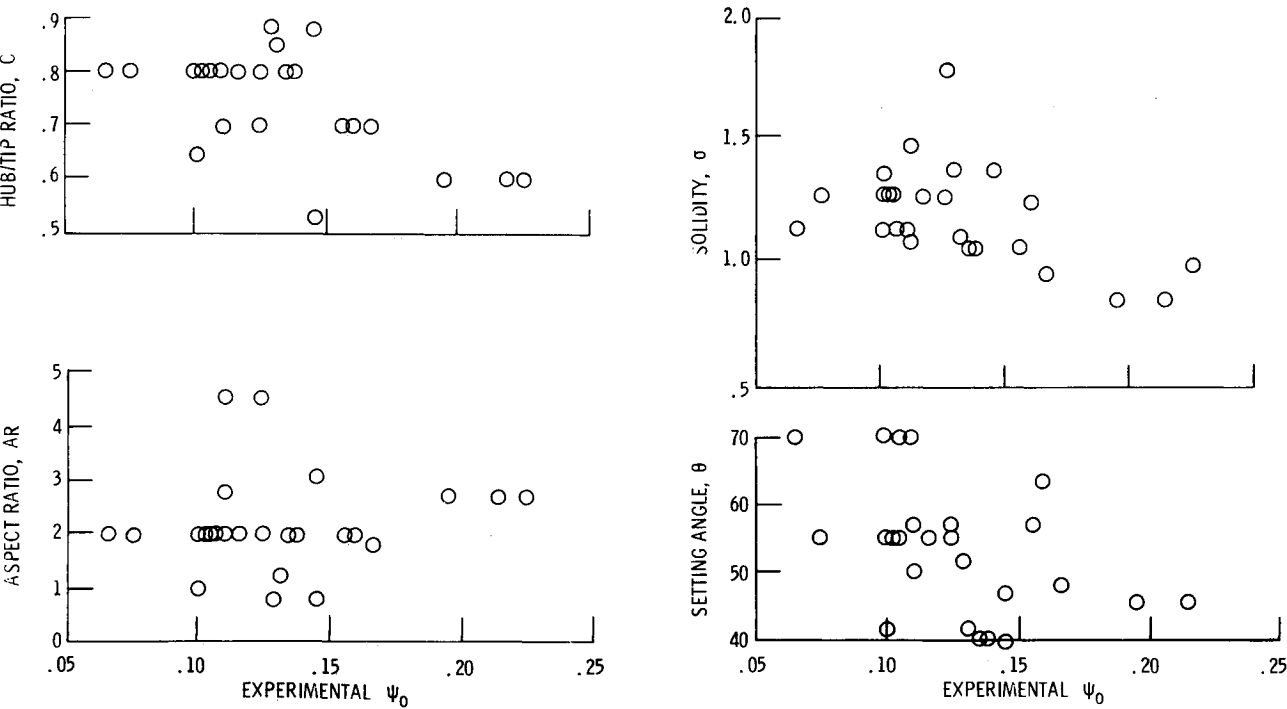 HUB/TIP RATIO, C
.9
.8
.7
.6
.5
ASPECT RATIO, AR
5
4
3
2
1
0
.05 .10 .15 .20 .25
EXPERIMENTAL ψ₀
SOLIDITY, σ
2.0
1.5
1.0
.5
SETTING ANGLE, θ
70
60
50
40
.05 .10 .15 .20 .25
EXPERIMENTAL ψ₀